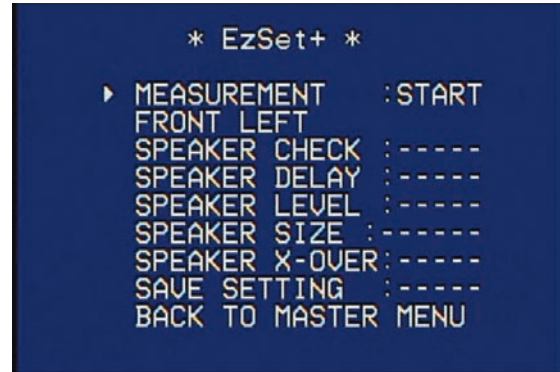 * EzSet+ *
MEASUREMENT :START
FRONT LEFT
SPEAKER CHECK :-----
SPEAKER DELAY :-----
SPEAKER LEVEL :-----
SPEAKER SIZE :------
SPEAKER X-OVER:-----
SAVE SETTING :-----
BACK TO MASTER MENU